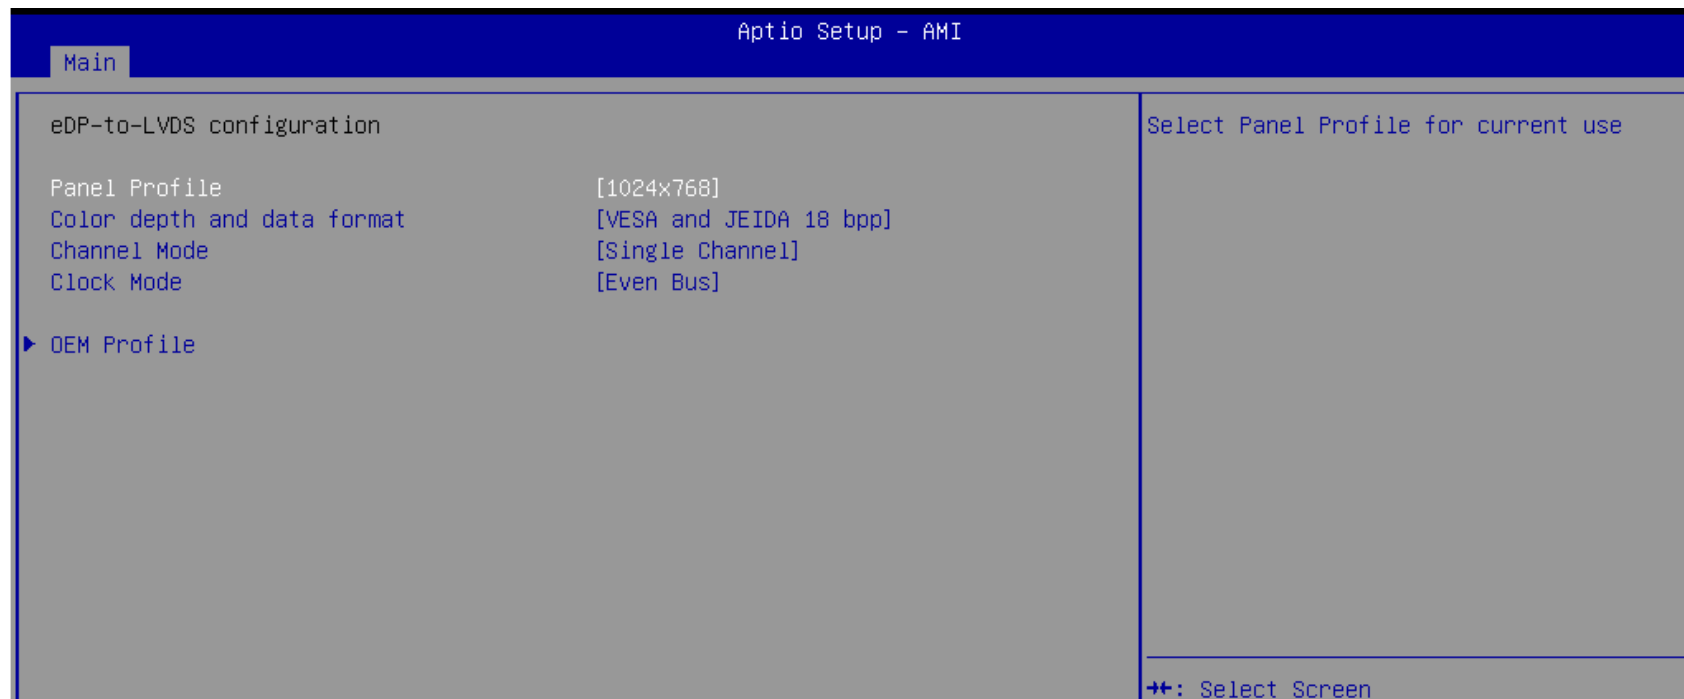 Aptio Setup – AMI
Main
eDP-to-LVDS configuration
Select Panel Profile for current use
Panel Profile [1024x768]
Color depth and data format [VESA and JEIDA 18 bpp]
Channel Mode [Single Channel]
Clock Mode [Even Bus]
▶ OEM Profile
→←: Select Screen